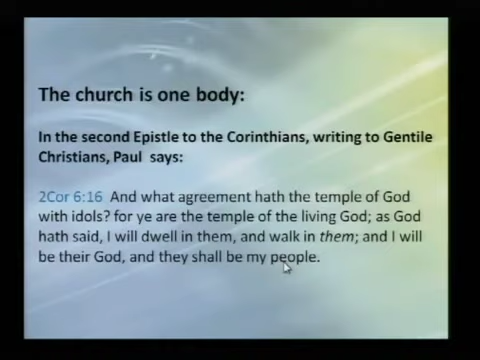 The church is one body:
In the second Epistle to the Corinthians, writing to Gentile
Christians, Paul says:
2Cor 6:16 And what agreement hath the temple of God
with idols? for ye are the temple of the living God; as God
hath said, I will dwell in them, and walk in them; and I will
be their God, and they shall be my people.